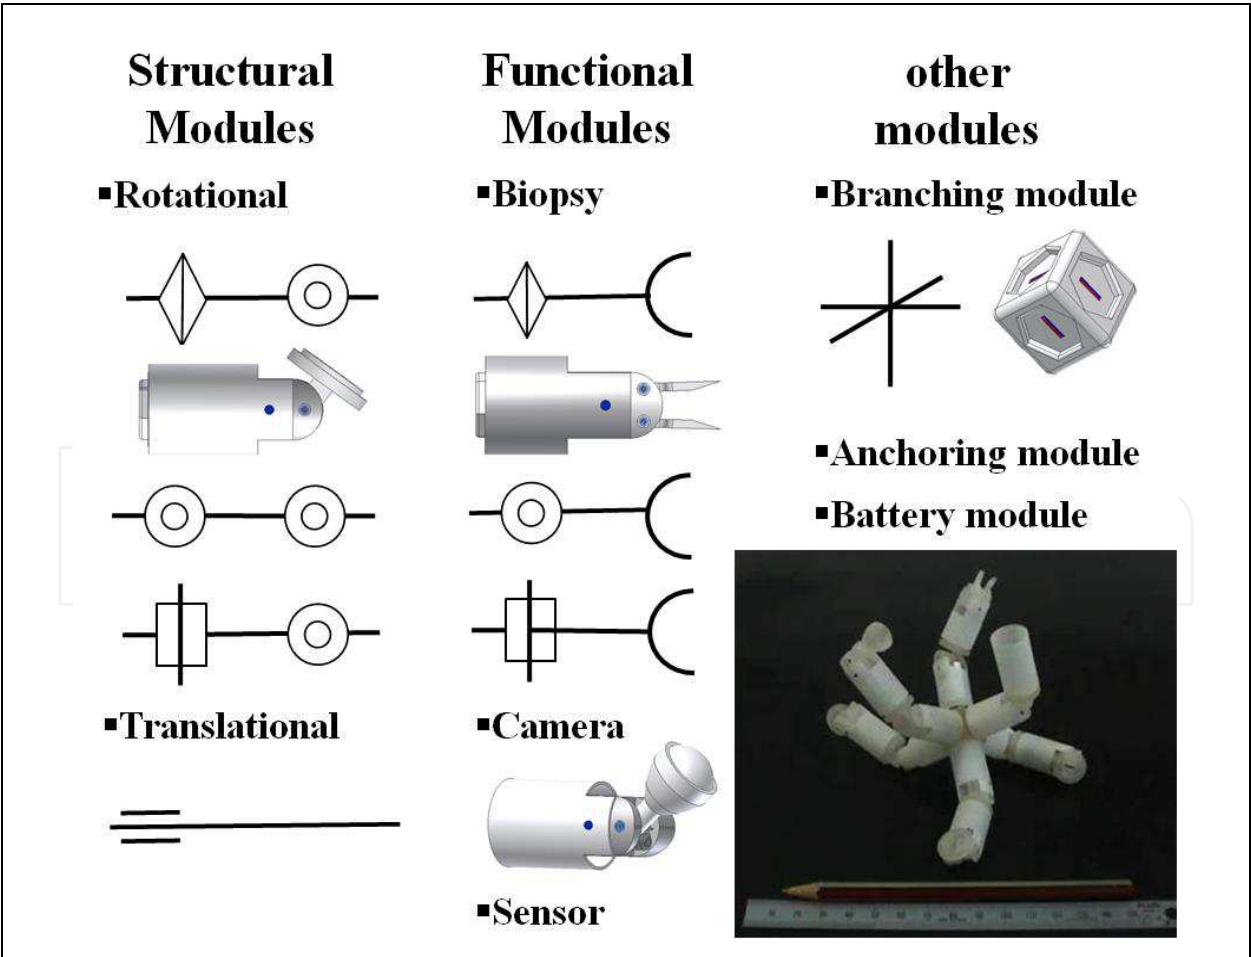 Structural
Modules
▪Rotational
▪Translational
Functional
Modules
▪Biopsy
▪Camera
▪Sensor
other
modules
▪Branching module
▪Anchoring module
▪Battery module